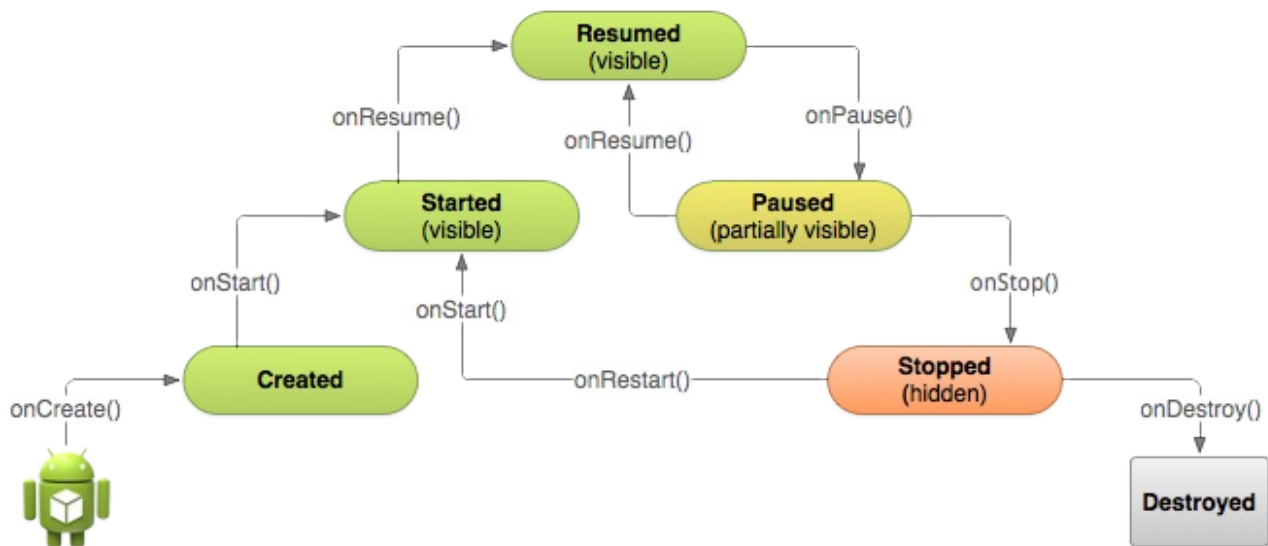 Resumed
(visible)
onResume()
onResume()
onPause()
Started
(visible)
Paused
(partially visible)
onStart()
onStart()
onStop()
Created
onRestart()
Stopped
(hidden)
onCreate()
onDestroy()
Destroyed